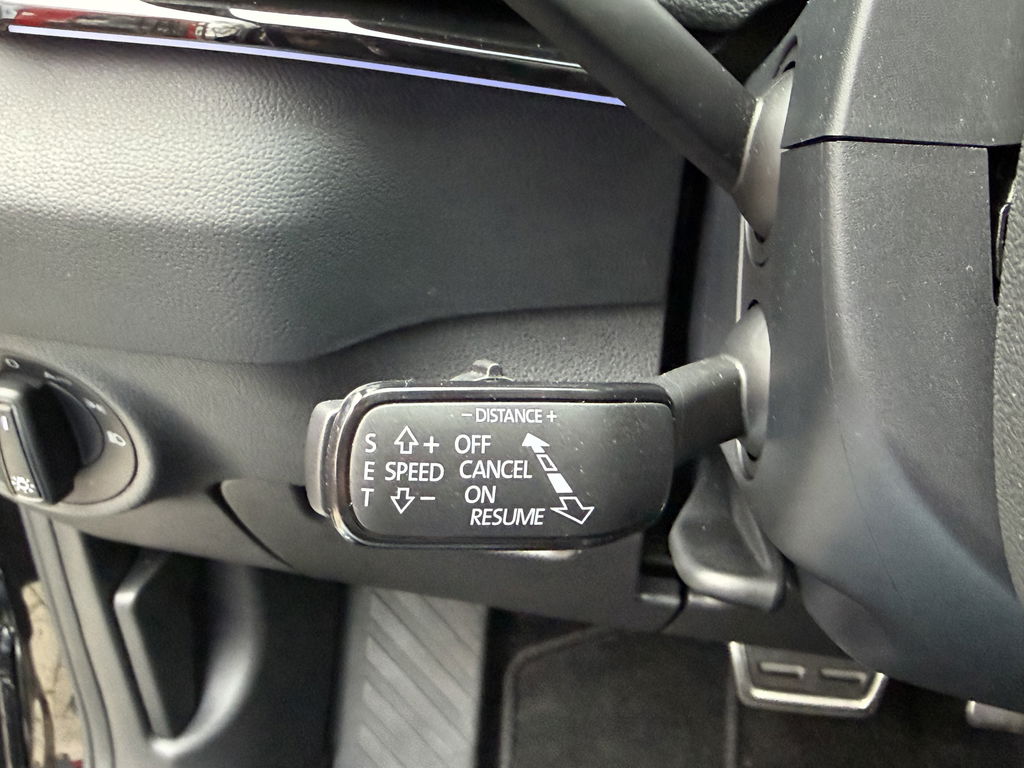 − DISTANCE +
S + OFF
E SPEED CANCEL
T − ON
RESUME